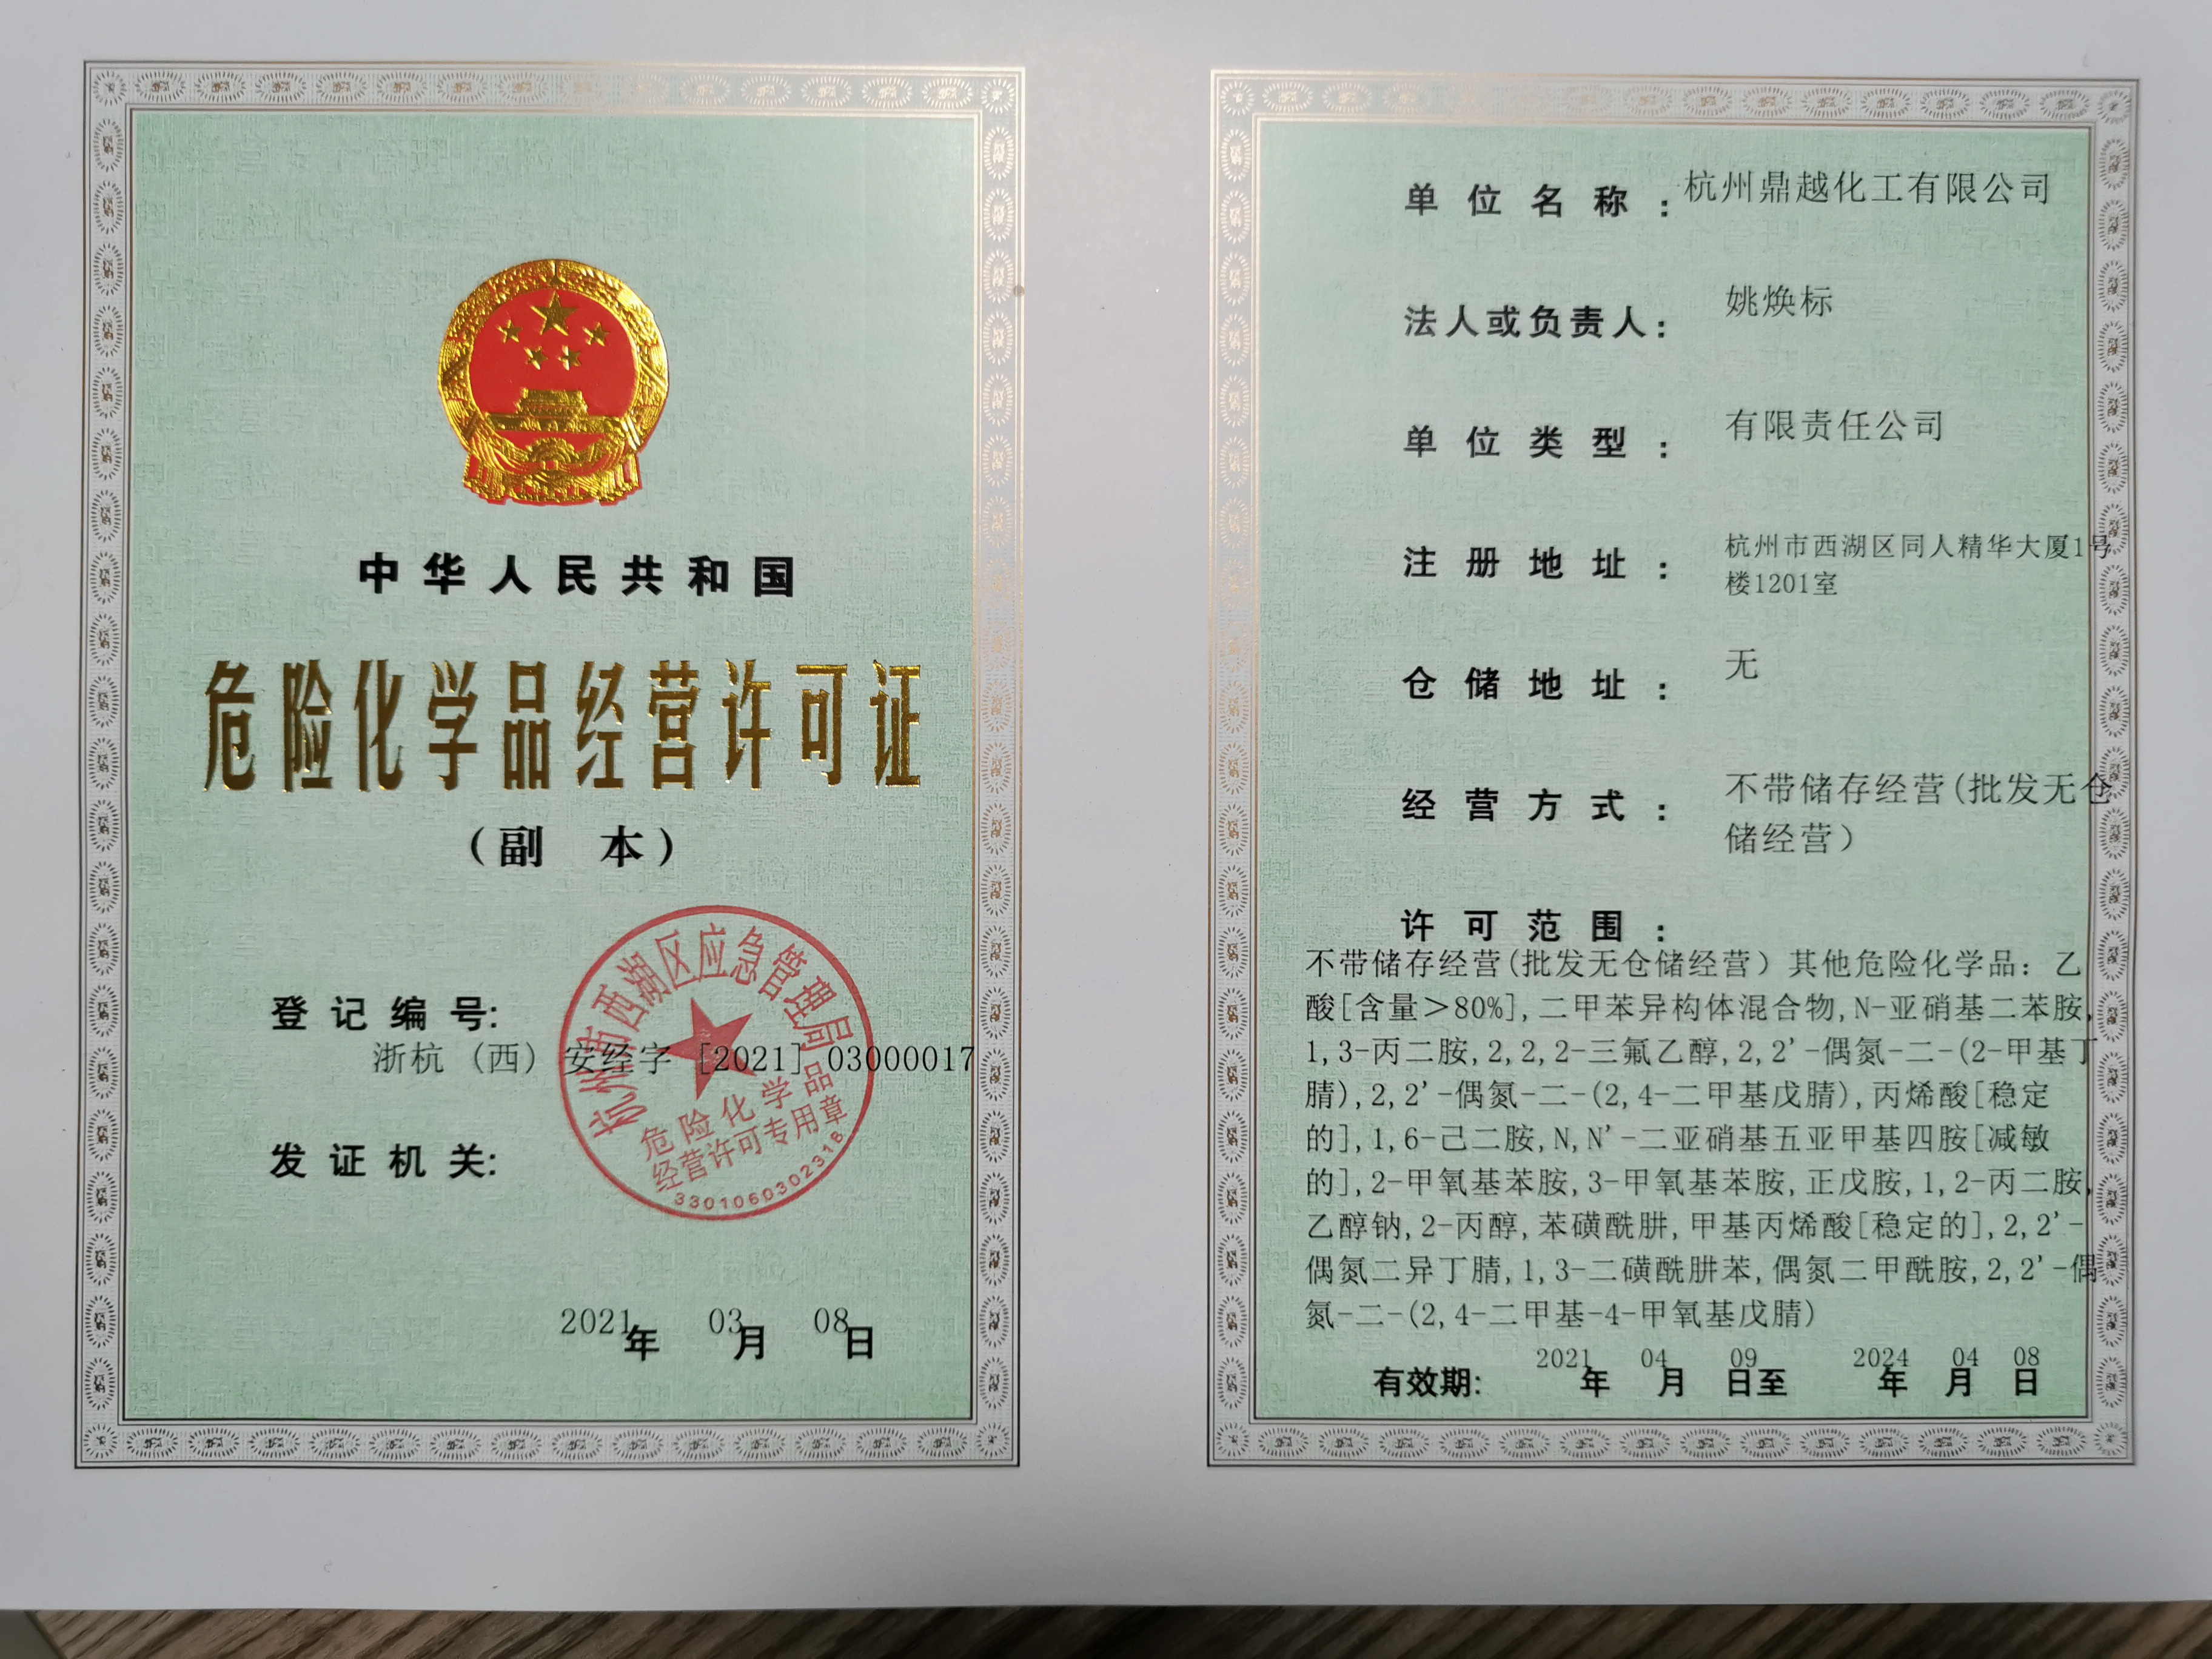 中华人民共和国
危险化学品经营许可证
(副 本)
登记编号:
浙杭 (西) 安经字 [2021] 03000017
发证机关:
杭州市西湖区应急管理局
危险化学品
经营许可专用章
3301060302318
2021年 03月 08日
单位名称: 杭州鼎越化工有限公司
法人或负责人: 姚焕标
单位类型: 有限责任公司
注册地址: 杭州市西湖区同人精华大厦1号
楼1201室
仓储地址: 无
经营方式: 不带储存经营(批发无仓
储经营)
许可范围:
不带储存经营(批发无仓储经营) 其他危险化学品: 乙
酸[含量>80%],二甲苯异构体混合物,N-亚硝基二苯胺,
1,3-丙二胺,2,2,2-三氟乙醇,2,2'-偶氮-二-(2-甲基丁
腈),2,2'-偶氮-二-(2,4-二甲基戊腈),丙烯酸[稳定
的],1,6-己二胺,N,N'-二亚硝基五亚甲基四胺[减敏
的],2-甲氧基苯胺,3-甲氧基苯胺,正戊胺,1,2-丙二胺,
乙醇钠,2-丙醇,苯磺酰肼,甲基丙烯酸[稳定的],2,2'-
偶氮二异丁腈,1,3-二磺酰肼苯,偶氮二甲酰胺,2,2'-偶
氮-二-(2,4-二甲基-4-甲氧基戊腈)
有效期: 2021年 04月 09日至 2024年 04月 08日